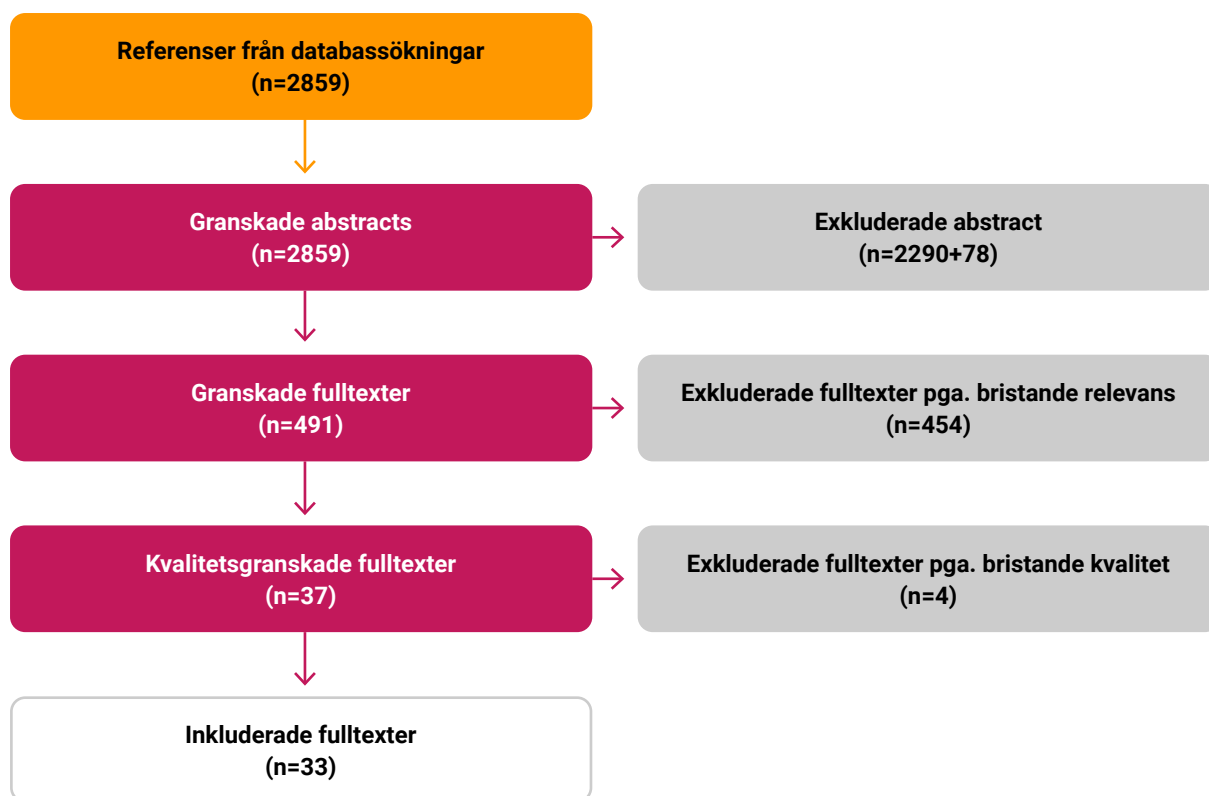 Referenser från databassökningar
(n=2859)
Granskade abstracts
(n=2859)
Exkluderade abstract
(n=2290+78)
Granskade fulltexter
(n=491)
Exkluderade fulltexter pga. bristande relevans
(n=454)
Kvalitetsgranskade fulltexter
(n=37)
Exkluderade fulltexter pga. bristande kvalitet
(n=4)
Inkluderade fulltexter
(n=33)